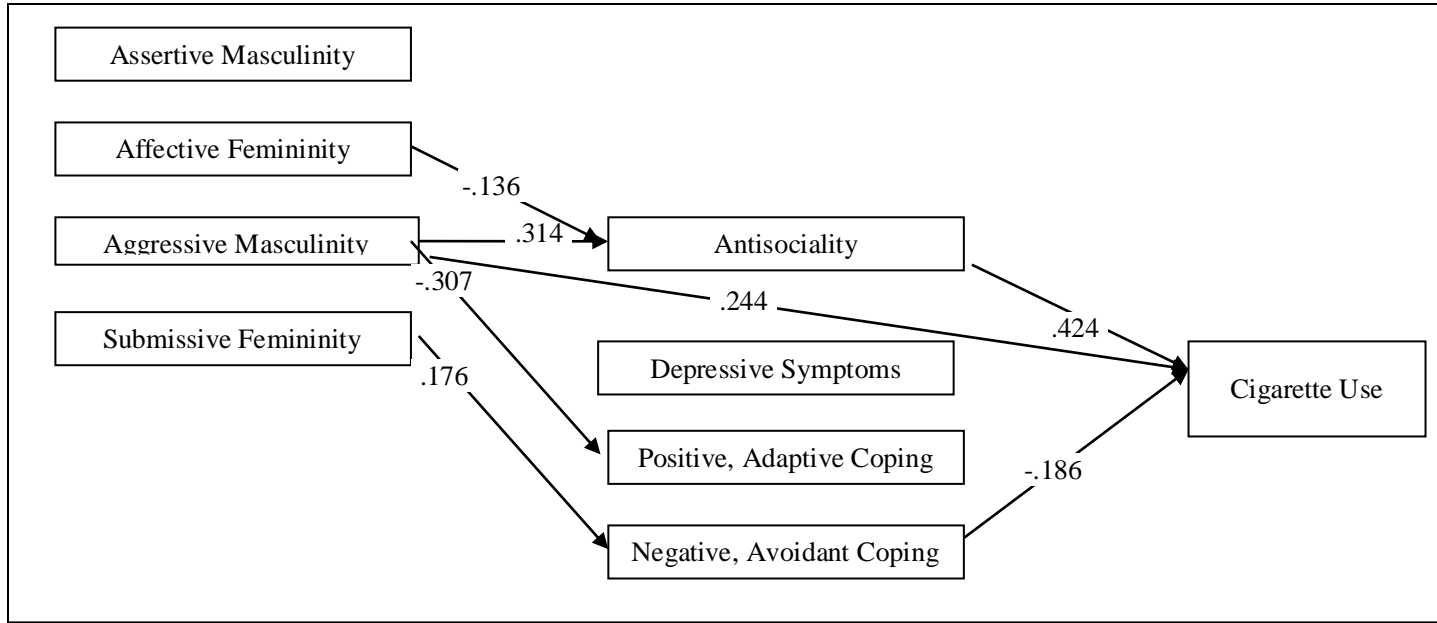 Assertive Masculinity
Affective Femininity
-.136
Aggressive Masculinity
.314
Antisociality
-.307
.244
Submissive Femininity
.424
.176
Depressive Symptoms
Cigarette Use
Positive, Adaptive Coping
-.186
Negative, Avoidant Coping